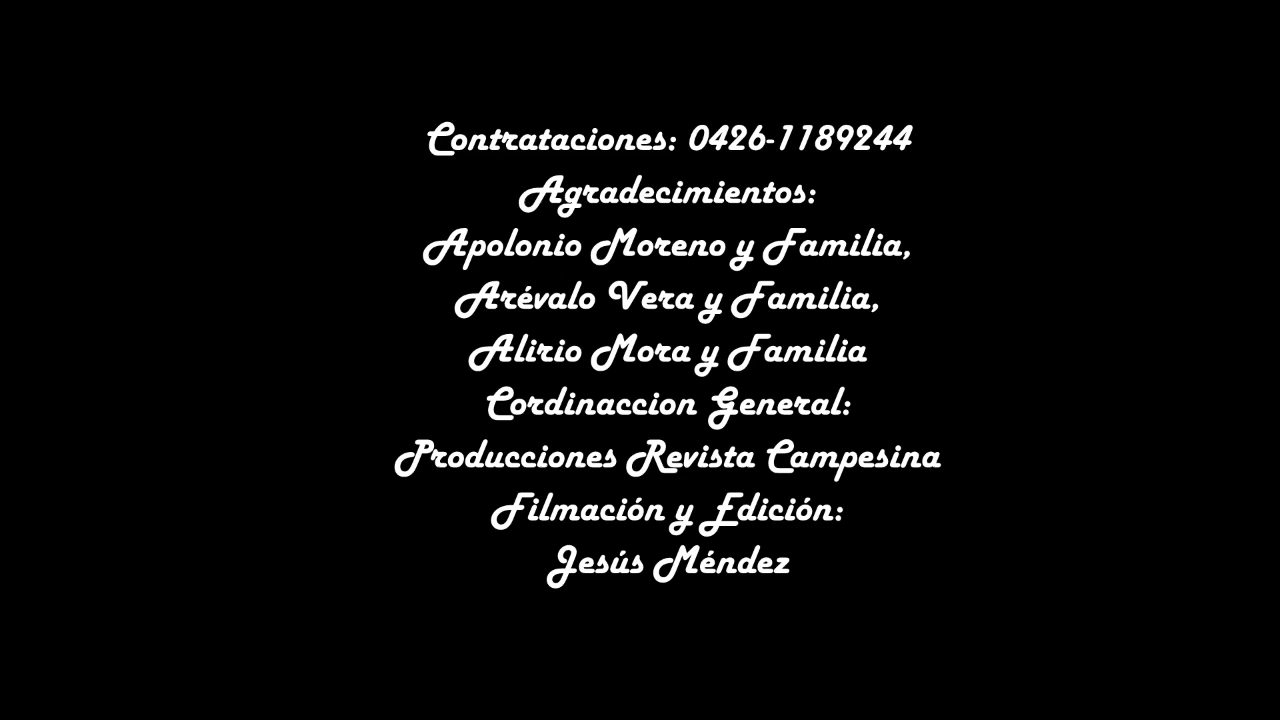 Contrataciones: 0426-1189244
Agradecimientos:
Apolonio Moreno y Familia,
Arévalo Vera y Familia,
Alirio Mora y Familia
Cordinaccion General:
Producciones Revista Campesina
Filmación y Edición:
Jesús Méndez